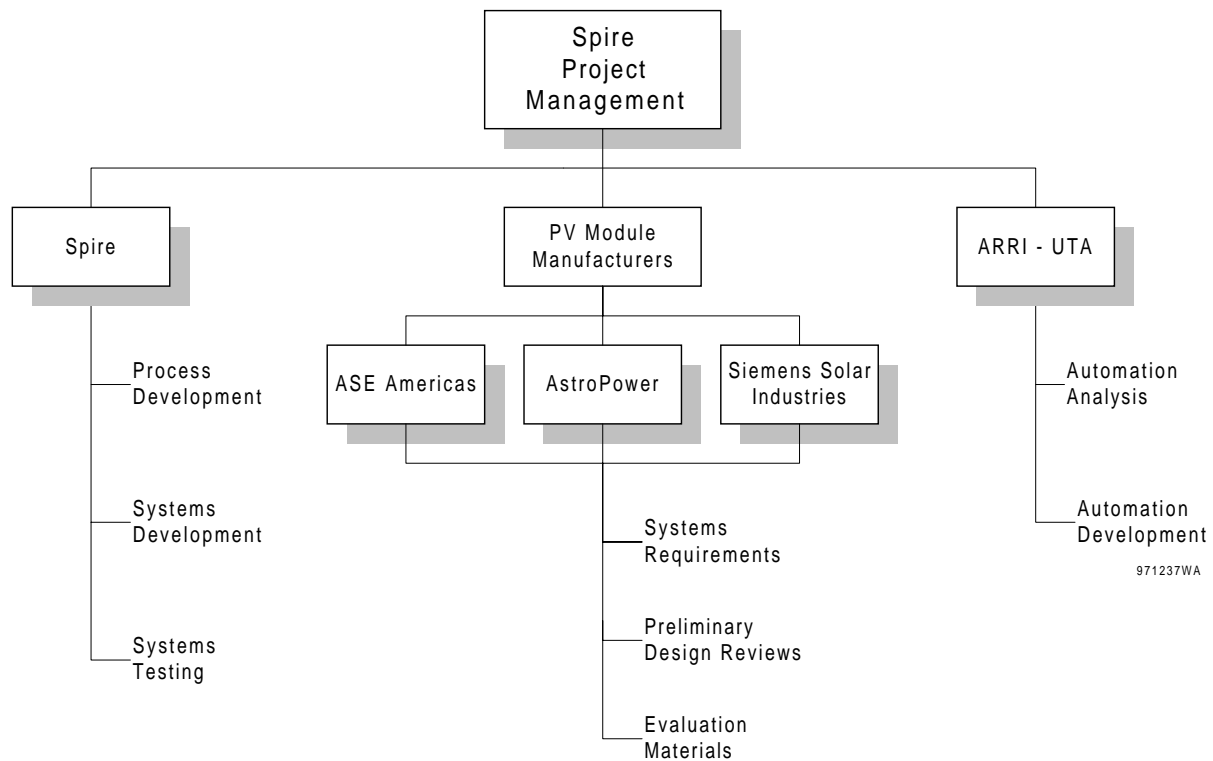 Spire
Project
Management
Spire
PV Module
Manufacturers
ARRI - UTA
ASE Americas
AstroPower
Siemens Solar
Industries
Process
Development
Systems
Development
Systems
Testing
Systems
Requirements
Preliminary
Design Reviews
Evaluation
Materials
Automation
Analysis
Automation
Development
971237WA